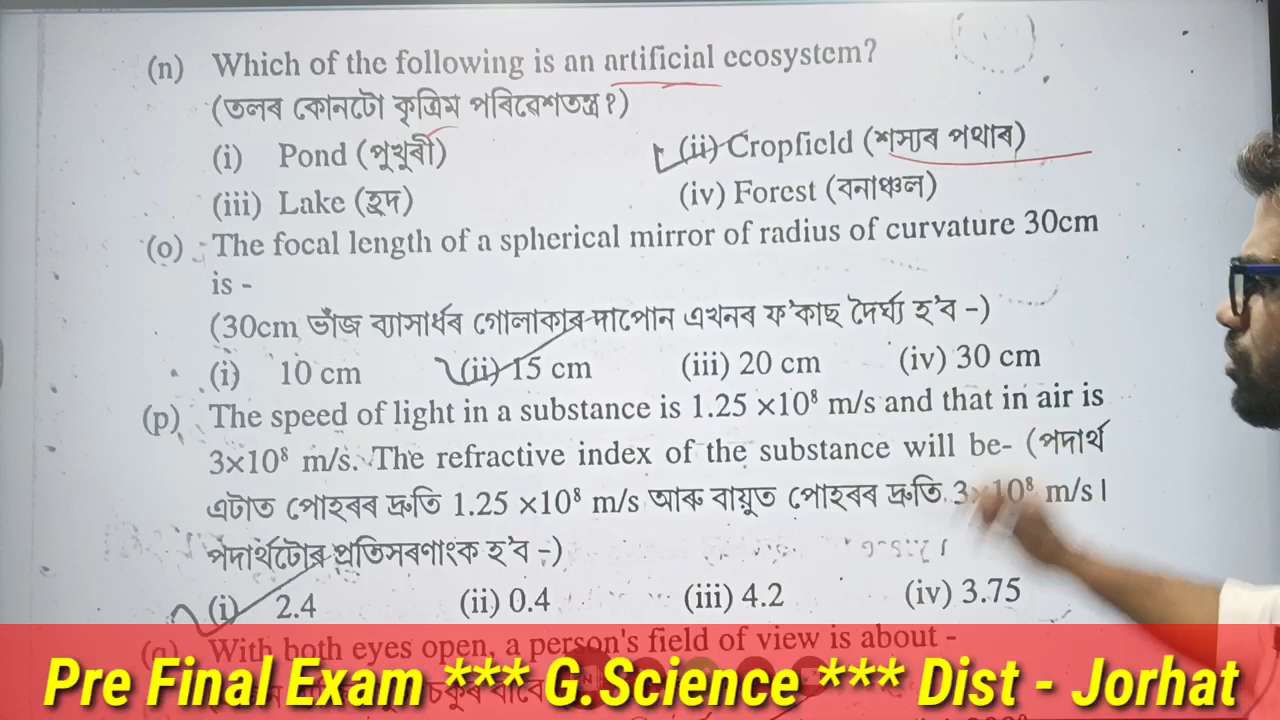 (n) Which of the following is an artificial ecosystem?
(তলৰ কোনটো কৃত্ৰিম পৰিৱেশতন্ত্ৰ?)
(i) Pond (পুখুৰী) (ii) Cropfield (শস্যৰ পথাৰ)
(iii) Lake (হ্ৰদ) (iv) Forest (বনাঞ্চল)
(o) The focal length of a spherical mirror of radius of curvature 30cm
is -
(30cm ভাঁজ ব্যাসাৰ্ধৰ গোলাকাৰ দাপোন এখনৰ ফ'কাছ দৈৰ্ঘ্য হ'ব -)
(i) 10 cm (ii) 15 cm (iii) 20 cm (iv) 30 cm
(p) The speed of light in a substance is 1.25 ×10⁸ m/s and that in air is
3×10⁸ m/s. The refractive index of the substance will be- (পদাৰ্থ
এটাত পোহৰৰ দ্ৰুতি 1.25 ×10⁸ m/s আৰু বায়ুত পোহৰৰ দ্ৰুতি 3×10⁸ m/s।
পদাৰ্থটোৰ প্ৰতিসৰণাংক হ'ব -)
(i) 2.4 (ii) 0.4 (iii) 4.2 (iv) 3.75
(q) With both eyes open, a person's field of view is about -
চকুৰ বাবে
Pre Final Exam *** G.Science *** Dist - Jorhat